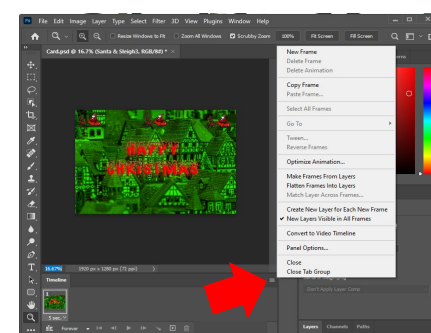 Ps File Edit Image Layer Type Select Filter 3D View Plugins Window Help
Resize Windows to Fit Zoom All Windows Scrubby Zoom 100% Fit Screen Fill Screen
Card.psd @ 16.7% (Santa & Sleigh3, RGB/8#) * ×
New Frame
Delete Frame
Delete Animation
Copy Frame
Paste Frame...
Select All Frames
Go To
Tween...
Reverse Frames
Optimize Animation...
Make Frames From Layers
Flatten Frames Into Layers
Match Layer Across Frames...
Create New Layer for Each New Frame
New Layers Visible in All Frames
Convert to Video Timeline
Panel Options...
Close
Close Tab Group
HAPPY
CHRISTMAS
16.67% 1920 px x 1280 px (72 ppi)
Timeline
1
5 sec.
Forever
Don't Apply Layer Comp
Layers Channels Paths